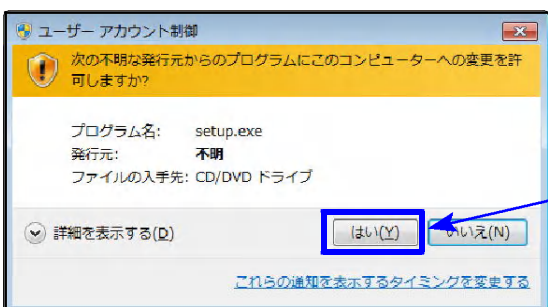 ユーザー アカウント制御
次の不明な発行元からのプログラムにこのコンピューターへの変更を許
可しますか?
プログラム名: setup.exe
発行元: 不明
ファイルの入手先: CD/DVD ドライブ
詳細を表示する(D)
はい(Y)
いいえ(N)
これらの通知を表示するタイミングを変更する